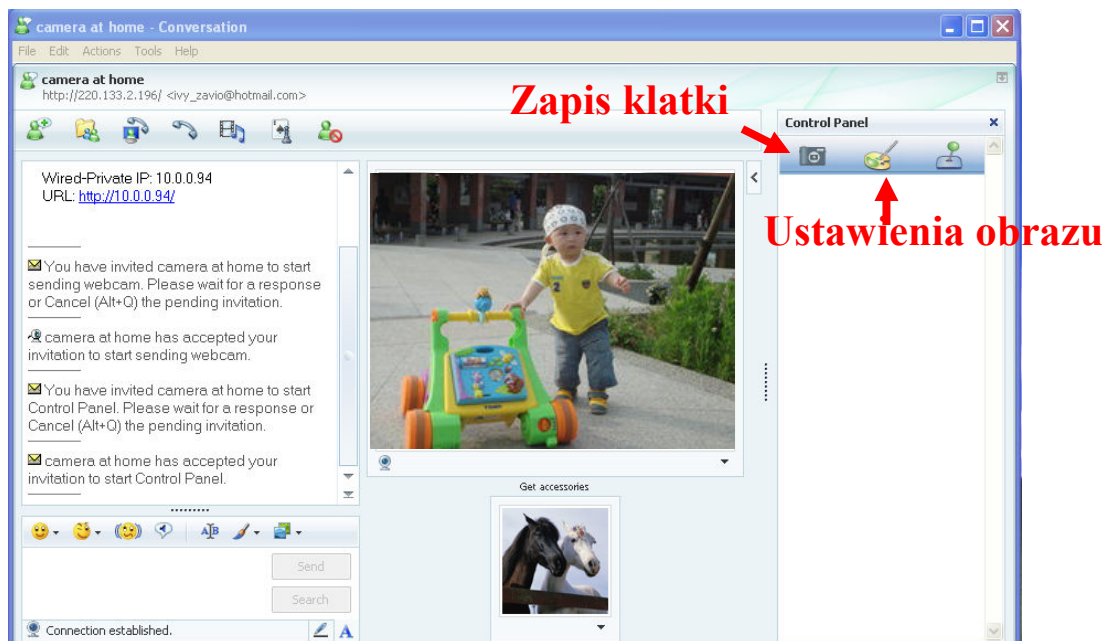 camera at home - Conversation
File Edit Actions Tools Help
camera at home
http://220.133.2.196/ <ivy_zavio@hotmail.com>
Zapis klatki
Control Panel
Ustawienia obrazu
Wired-Private IP: 10.0.0.94
URL: http://10.0.0.94/
You have invited camera at home to start
sending webcam. Please wait for a response
or Cancel (Alt+Q) the pending invitation.
camera at home has accepted your
invitation to start sending webcam.
You have invited camera at home to start
Control Panel. Please wait for a response or
Cancel (Alt+Q) the pending invitation.
camera at home has accepted your
invitation to start Control Panel.
Get accessories
Send
Search
Connection established.